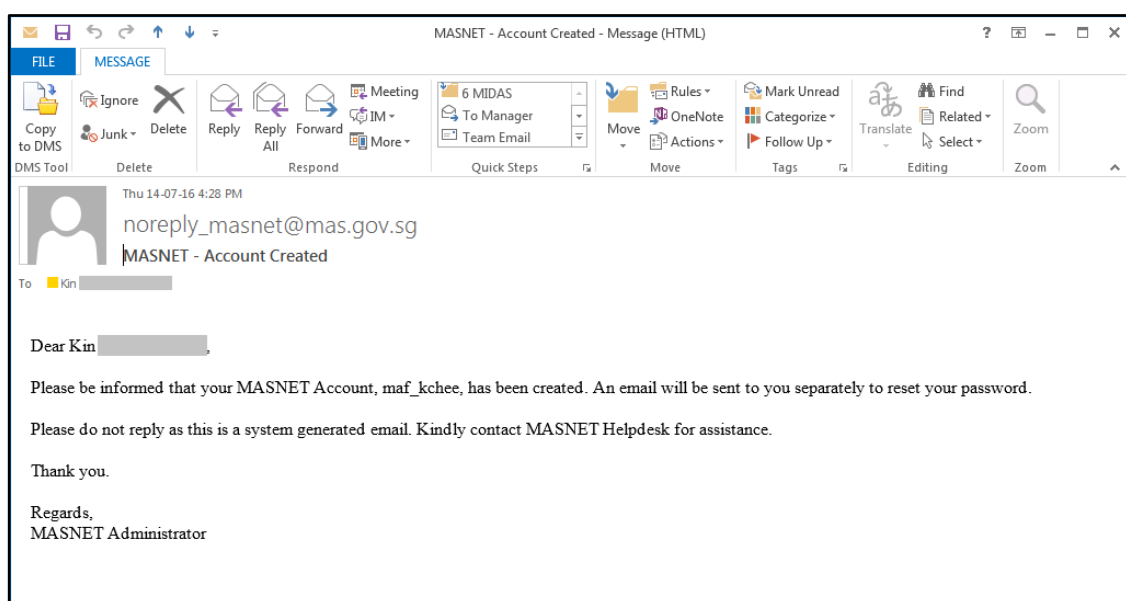 MASNET - Account Created - Message (HTML)
FILE MESSAGE
Copy to DMS
Ignore
Junk
Delete
Reply
Reply All
Forward
Meeting
IM
More
6 MIDAS
To Manager
Team Email
Move
Rules
OneNote
Actions
Mark Unread
Categorize
Follow Up
Translate
Find
Related
Select
Zoom
DMS Tool Delete Respond Quick Steps Move Tags Editing Zoom
Thu 14-07-16 4:28 PM
noreply_masnet@mas.gov.sg
MASNET - Account Created
To Kin
Dear Kin ,
Please be informed that your MASNET Account, maf_kchee, has been created. An email will be sent to you separately to reset your password.
Please do not reply as this is a system generated email. Kindly contact MASNET Helpdesk for assistance.
Thank you.
Regards,
MASNET Administrator